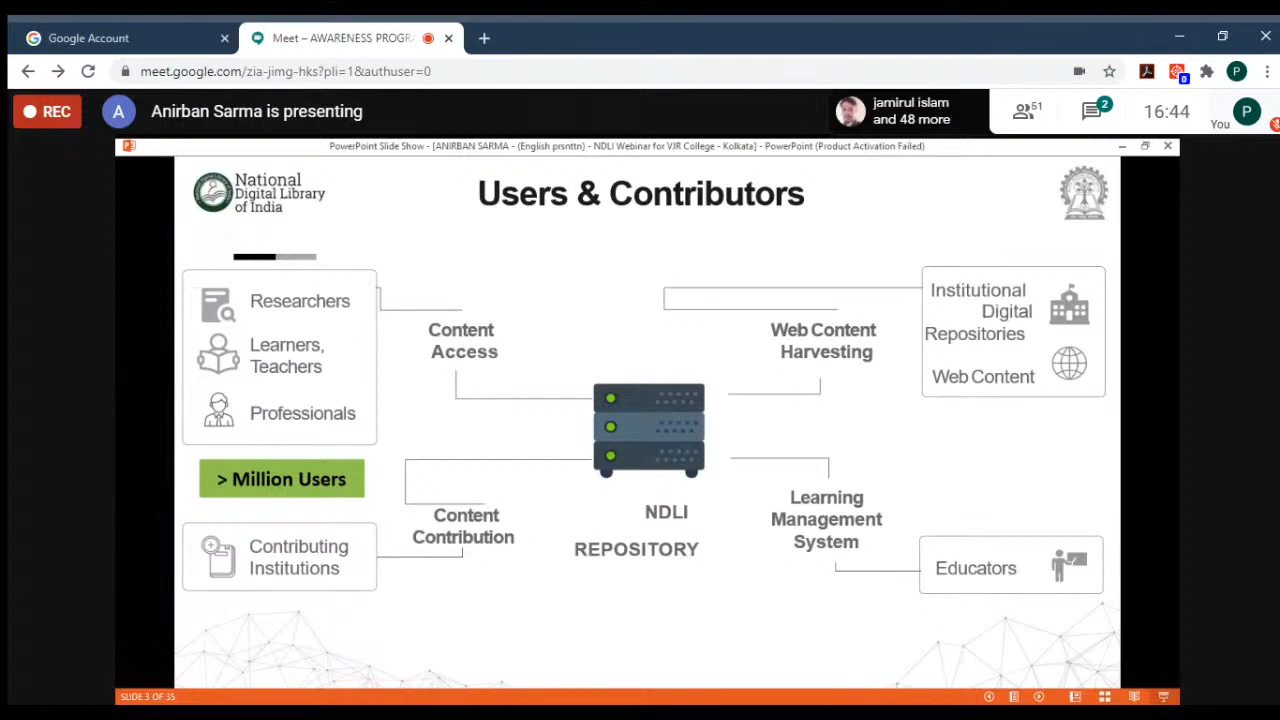 Google Account
Meet – AWARENESS PROGR
meet.google.com/zia-jimg-hks?pli=1&authuser=0
0
P
REC
A
Anirban Sarma is presenting
jamirul islam
and 48 more
51
2
16:44
You
P
PowerPoint Slide Show - [ANIRBAN SARMA - (English prsnttn) - NDLI Webinar for VJR College - Kolkata] - PowerPoint (Product Activation Failed)
National
Digital Library
of India
Users & Contributors
Researchers
Learners,
Teachers
Professionals
> Million Users
Contributing
Institutions
Content
Access
Content
Contribution
NDLI
REPOSITORY
Web Content
Harvesting
Learning
Management
System
Institutional
Digital
Repositories
Web Content
Educators
SLIDE 3 OF 35